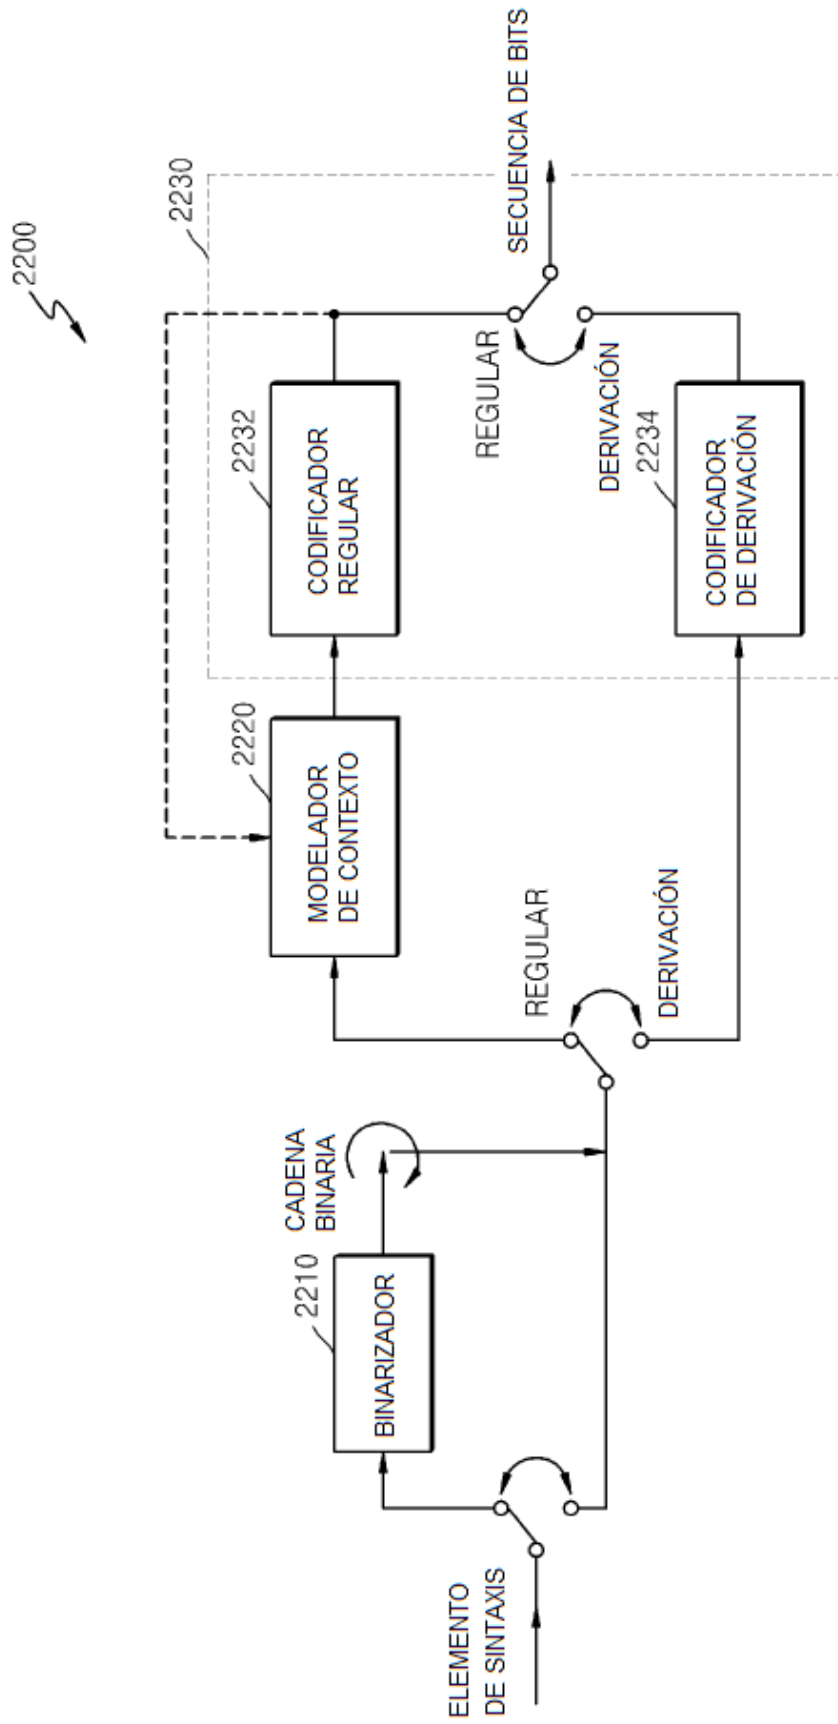 2200
2230
ELEMENTO
DE SINTAXIS
2210
BINARIZADOR
CADENA
BINARIA
REGULAR
DERIVACIÓN
2220
MODELADOR
DE CONTEXTO
2232
CODIFICADOR
REGULAR
2234
CODIFICADOR
DE DERIVACIÓN
REGULAR
DERIVACIÓN
SECUENCIA DE BITS